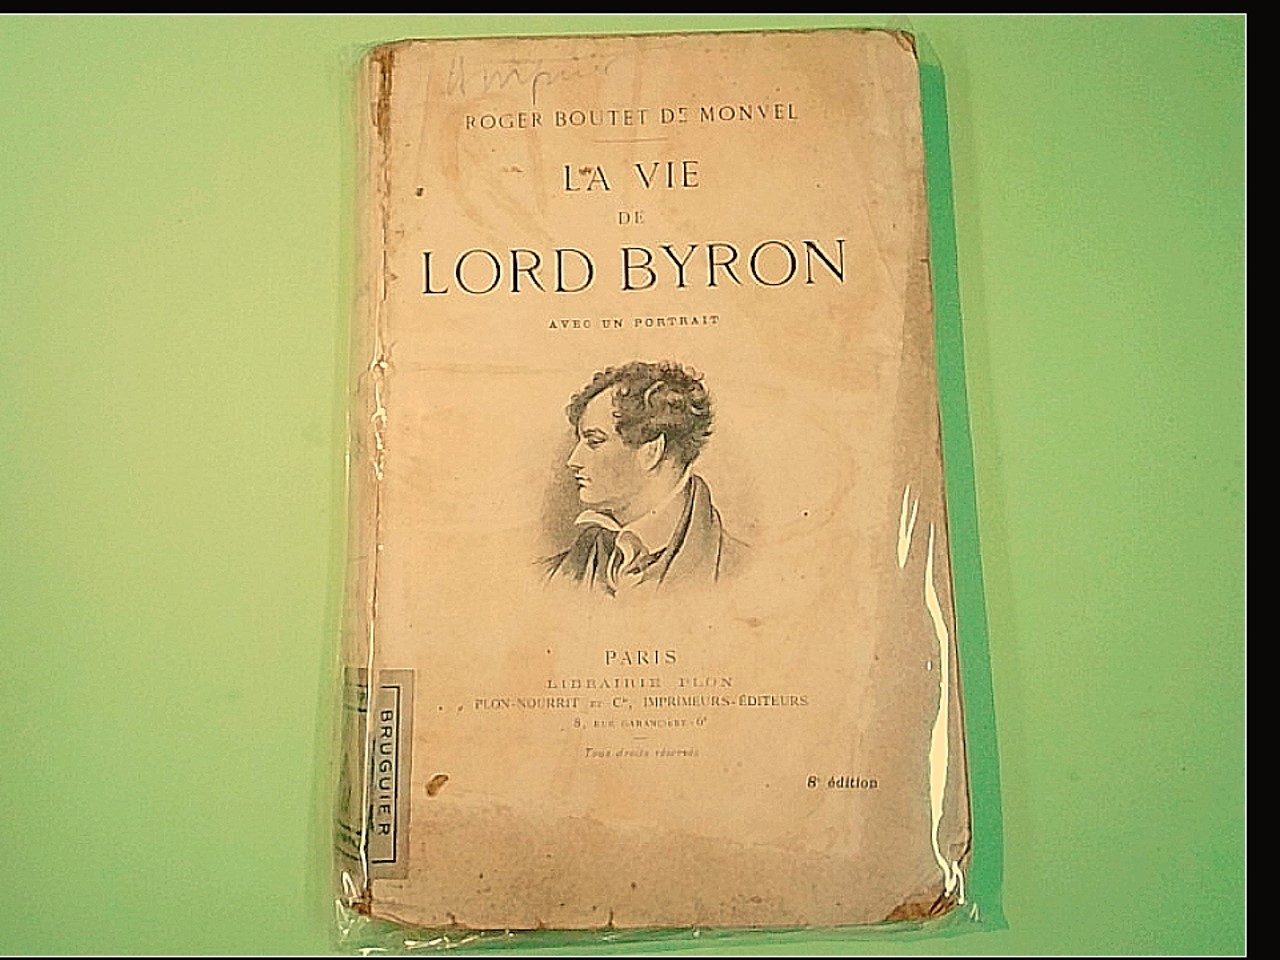 ROGER BOUTET DE MONVEL
LA VIE
DE
LORD BYRON
AVEC UN PORTRAIT
PARIS
LIBRAIRIE PLON
PLON-NOURRIT ET Cie, IMPRIMEURS-ÉDITEURS
8, RUE GARANCIÈRE - 6e
Tous droits réservés
8e édition
BRUGUIER